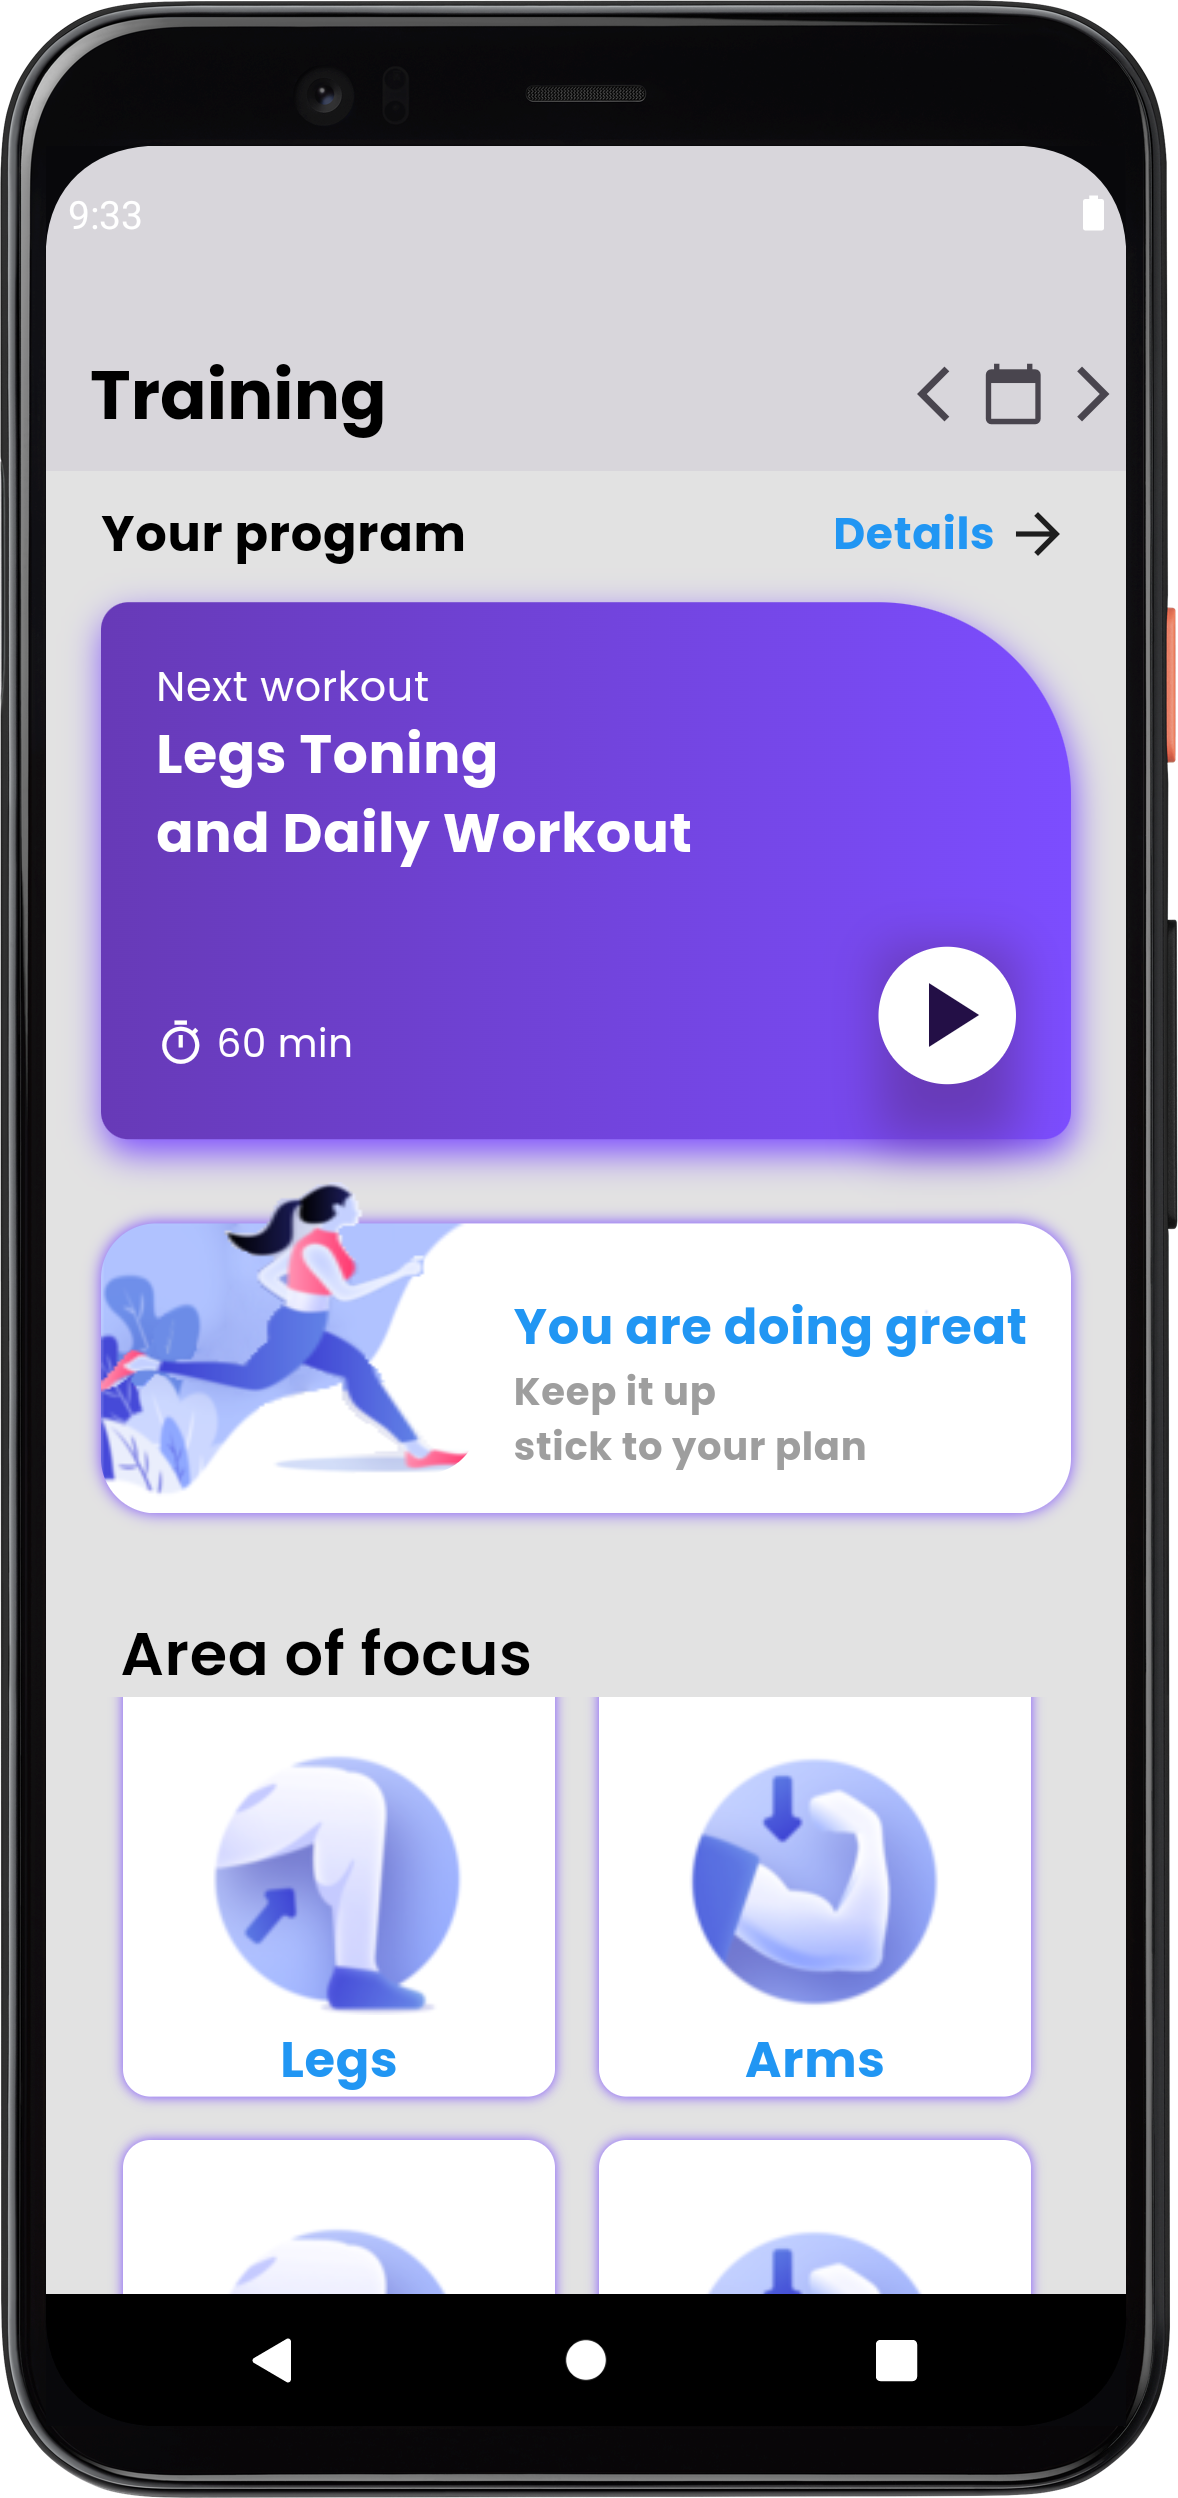 9:33
Training
Your program
Details
Next workout
Legs Toning
and Daily Workout
60 min
You are doing great
Keep it up
stick to your plan
Area of focus
Legs
Arms